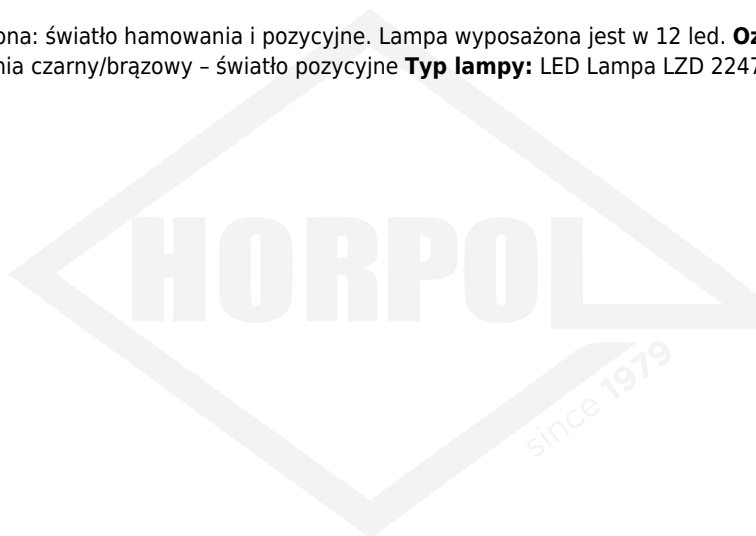 ona: światło hamowania i pozycyjne. Lampa wyposażona jest w 12 led. Oz
nia czarny/brązowy – światło pozycyjne Typ lampy: LED Lampa LZD 2247
HORPOL
since 1979